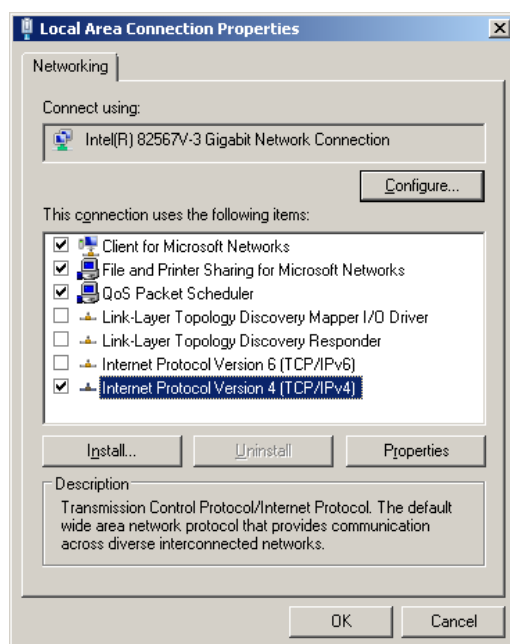 Local Area Connection Properties
Networking
Connect using:
Intel(R) 82567V-3 Gigabit Network Connection
Configure...
This connection uses the following items:
Client for Microsoft Networks
File and Printer Sharing for Microsoft Networks
QoS Packet Scheduler
Link-Layer Topology Discovery Mapper I/O Driver
Link-Layer Topology Discovery Responder
Internet Protocol Version 6 (TCP/IPv6)
Internet Protocol Version 4 (TCP/IPv4)
Install... Uninstall Properties
Description
Transmission Control Protocol/Internet Protocol. The default
wide area network protocol that provides communication
across diverse interconnected networks.
OK Cancel